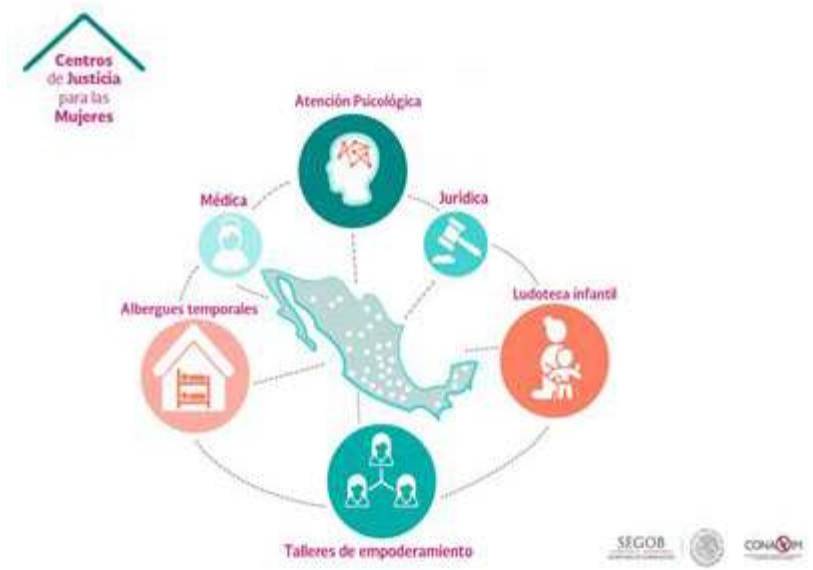 Centros
de Justicia
para las
Mujeres
Atención Psicológica
Médica
Jurídica
Albergues temporales
Ludoteca infantil
Talleres de empoderamiento
SEGOB
CONAVIM